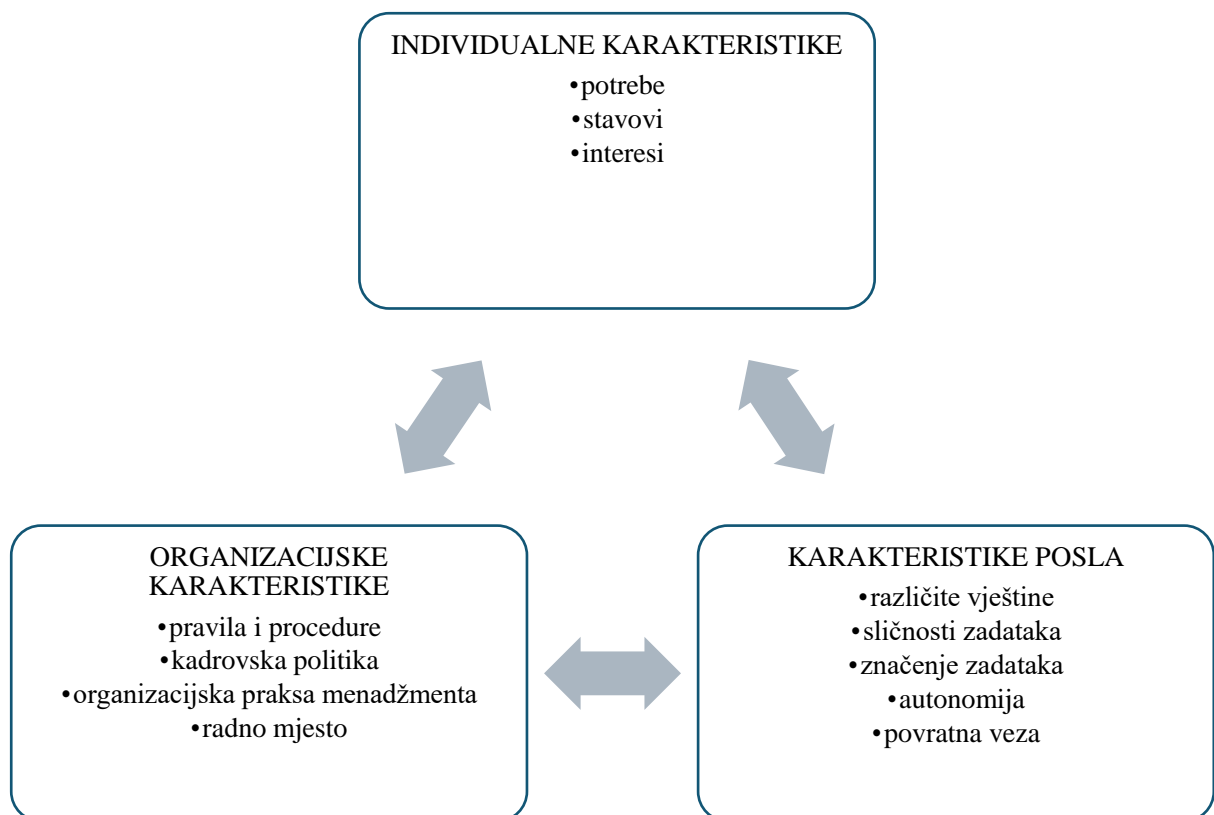 INDIVIDUALNE KARAKTERISTIKE
•potrebe
•stavovi
•interesi
ORGANIZACIJSKE
KARAKTERISTIKE
•pravila i procedure
•kadrovska politika
•organizacijska praksa menadžmenta
•radno mjesto
KARAKTERISTIKE POSLA
•različite vještine
•sličnosti zadataka
•značenje zadataka
•autonomija
•povratna veza